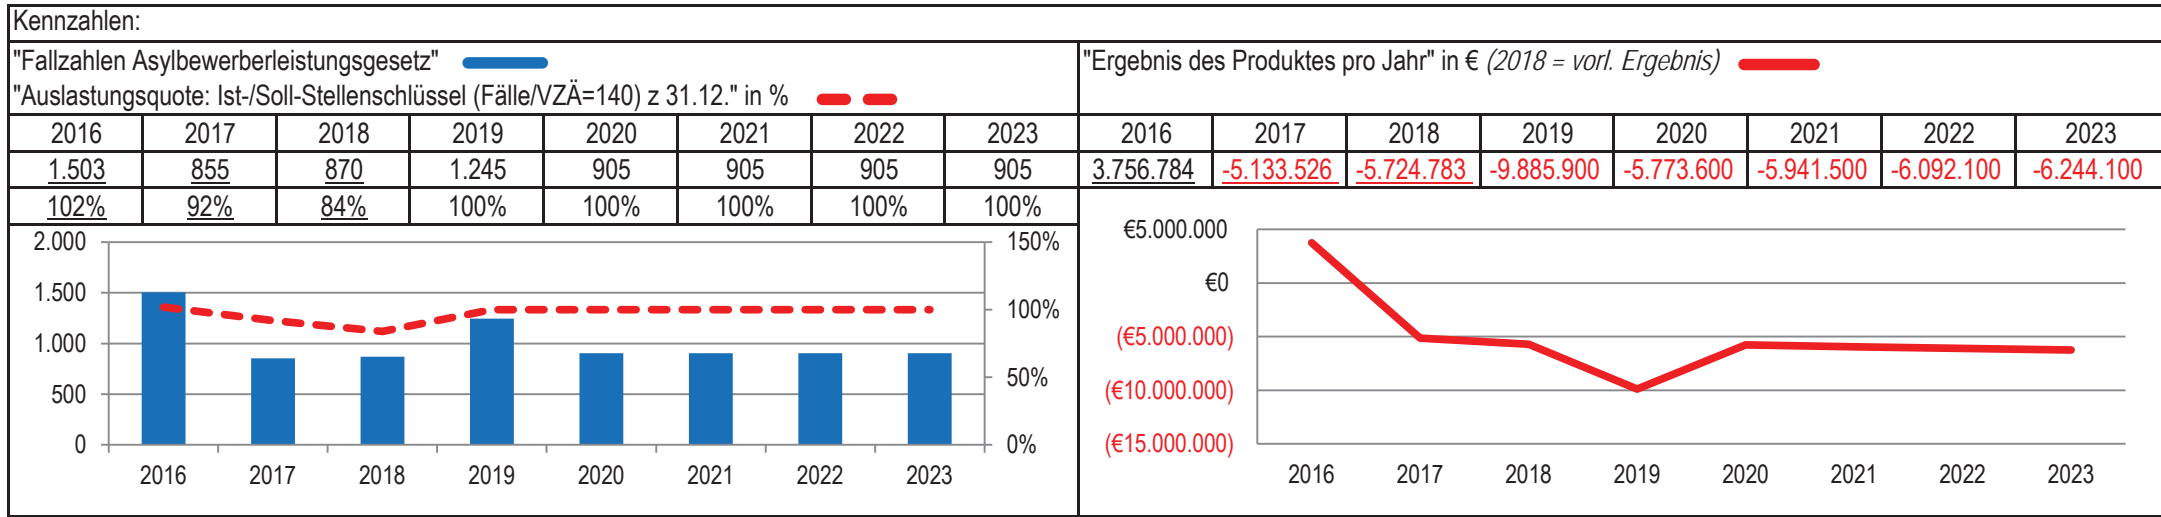 Kennzahlen:
"Fallzahlen Asylbewerberleistungsgesetz"
"Auslastungsquote: Ist-/Soll-Stellenschlüssel (Fälle/VZÄ=140) z 31.12." in %
"Ergebnis des Produktes pro Jahr" in € (2018 = vorl. Ergebnis)
2016 2017 2018 2019 2020 2021 2022 2023
1.503 855 870 1.245 905 905 905 905
102% 92% 84% 100% 100% 100% 100% 100%
2016 2017 2018 2019 2020 2021 2022 2023
3.756.784 -5.133.526 -5.724.783 -9.885.900 -5.773.600 -5.941.500 -6.092.100 -6.244.100
2.000
1.500
1.000
500
0
150%
100%
50%
0%
2016 2017 2018 2019 2020 2021 2022 2023
€5.000.000
€0
(€5.000.000)
(€10.000.000)
(€15.000.000)
2016 2017 2018 2019 2020 2021 2022 2023